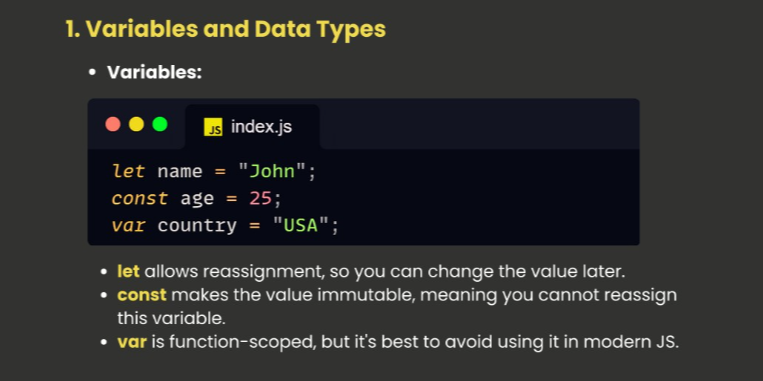 1. Variables and Data Types
• Variables:
JS index.js
let name = "John";
const age = 25;
var country = "USA";
• let allows reassignment, so you can change the value later.
• const makes the value immutable, meaning you cannot reassign
this variable.
• var is function-scoped, but it's best to avoid using it in modern JS.